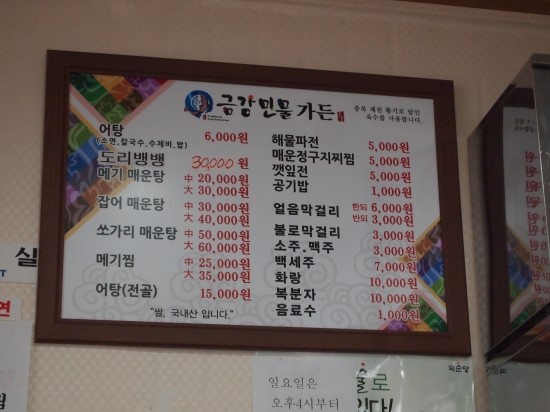 금강민물가든
충북 제천 황기로 달인
육수를 사용합니다.
어탕 6,000원
(소면,칼국수,수제비,밥)
도리뱅뱅 30,000원
메기 매운탕 中 20,000원
大 30,000원
잡어 매운탕 中 30,000원
大 40,000원
쏘가리 매운탕 中 50,000원
大 60,000원
메기찜 中 25,000원
大 35,000원
어탕(전골) 15,000원
"쌀, 국내산 입니다."
해물파전 5,000원
매운정구지찌짐 5,000원
깻잎전 5,000원
공기밥 1,000원
얼음막걸리 한되 6,000원
반되 3,000원
불로막걸리 3,000원
소주.맥주 3,000원
백세주 7,000원
화랑 10,000원
복분자 10,000원
음료수 1,000원
실
연
일요일은
오후4시부터
로